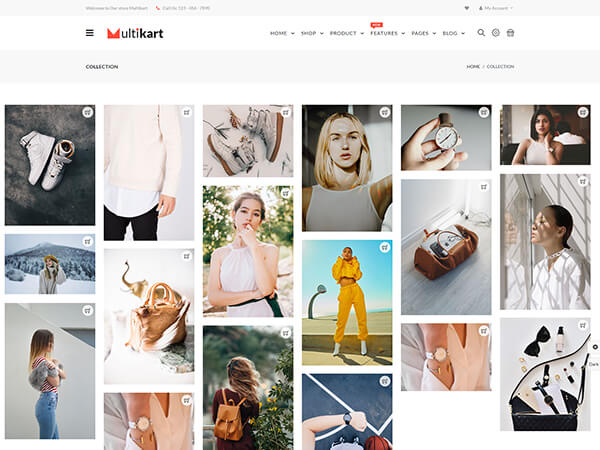 Welcome to Our store Multikart
Call Us: 123 - 456 - 7890
My Account
Multikart
HOME
SHOP
PRODUCT
NEW
FEATURES
PAGES
BLOG
COLLECTION
HOME / COLLECTION
Dark